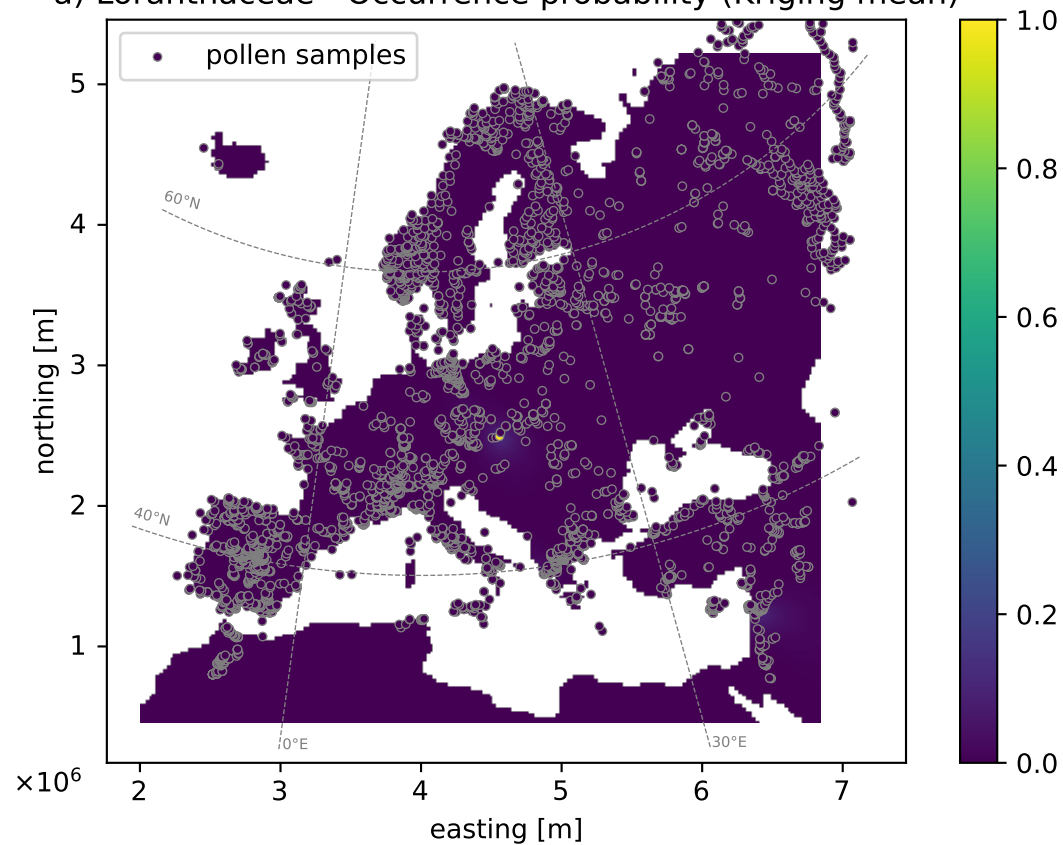 a) Loranthaceae - Occurrence probability (Kriging mean)
pollen samples
60°N
40°N
0°E
30°E
5
4
3
2
1
northing [m]
×10⁶
2
3
4
5
6
7
easting [m]
1.0
0.8
0.6
0.4
0.2
0.0